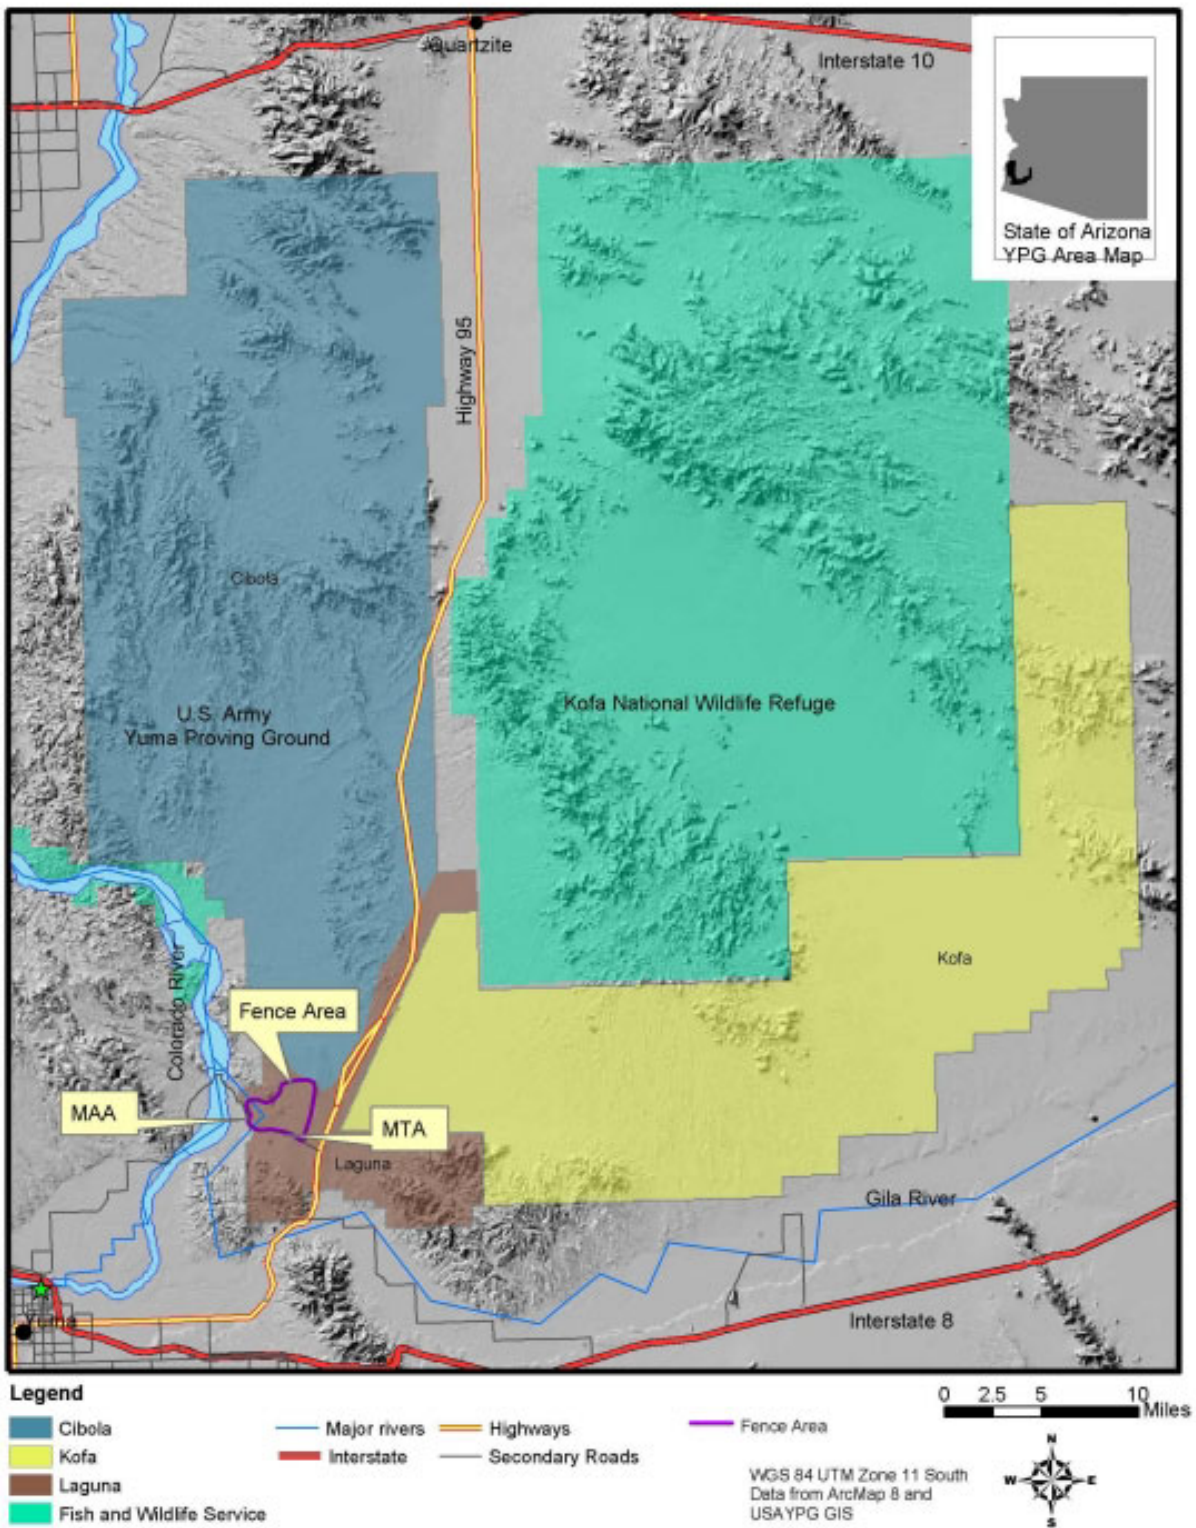 Quartzite
Interstate 10
State of Arizona
YPG Area Map
Highway 95
Cibola
U.S. Army
Yuma Proving Ground
Kofa National Wildlife Refuge
Kofa
Colorado River
Fence Area
MAA
MTA
Laguna
Gila River
Interstate 8
Yuma
Legend
Cibola
Kofa
Laguna
Fish and Wildlife Service
Major rivers
Interstate
Highways
Secondary Roads
Fence Area
0 2.5 5 10
Miles
WGS 84 UTM Zone 11 South
Data from ArcMap 8 and
USAYPG GIS
N
W E
S